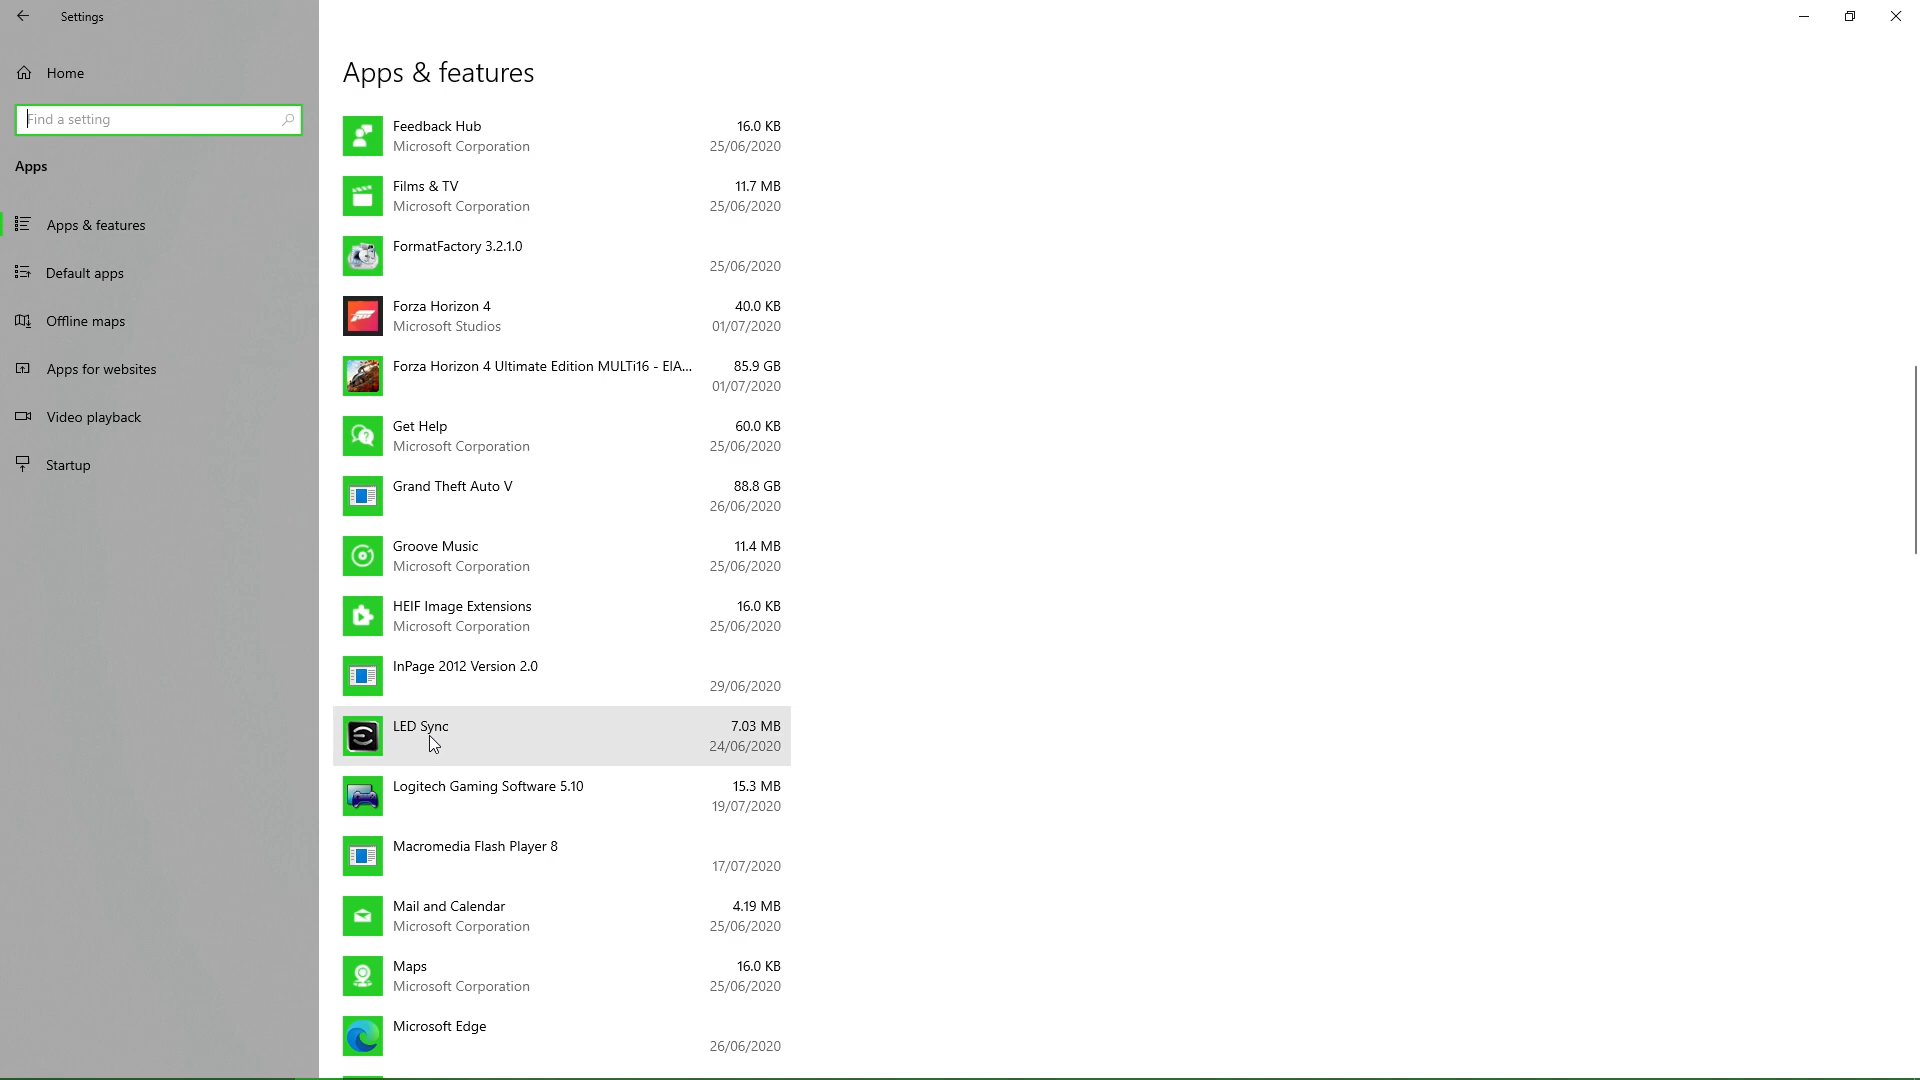 Settings
Home
Find a setting
Apps
Apps & features
Default apps
Offline maps
Apps for websites
Video playback
Startup
Apps & features
Feedback Hub 16.0 KB
Microsoft Corporation 25/06/2020
Films & TV 11.7 MB
Microsoft Corporation 25/06/2020
FormatFactory 3.2.1.0
25/06/2020
Forza Horizon 4 40.0 KB
Microsoft Studios 01/07/2020
Forza Horizon 4 Ultimate Edition MULTi16 - ElA... 85.9 GB
01/07/2020
Get Help 60.0 KB
Microsoft Corporation 25/06/2020
Grand Theft Auto V 88.8 GB
26/06/2020
Groove Music 11.4 MB
Microsoft Corporation 25/06/2020
HEIF Image Extensions 16.0 KB
Microsoft Corporation 25/06/2020
InPage 2012 Version 2.0
29/06/2020
LED Sync 7.03 MB
24/06/2020
Logitech Gaming Software 5.10 15.3 MB
19/07/2020
Macromedia Flash Player 8
17/07/2020
Mail and Calendar 4.19 MB
Microsoft Corporation 25/06/2020
Maps 16.0 KB
Microsoft Corporation 25/06/2020
Microsoft Edge
26/06/2020